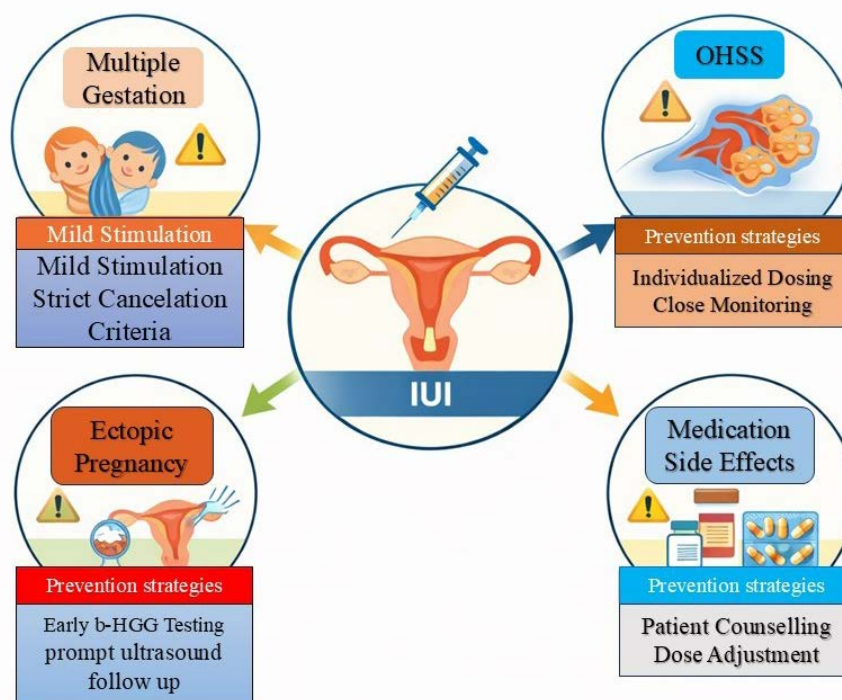 Multiple
Gestation
Mild Stimulation
Mild Stimulation
Strict Cancelation
Criteria
OHSS
Prevention strategies
Individualized Dosing
Close Monitoring
IUI
Ectopic
Pregnancy
Prevention strategies
Early b-HGG Testing
prompt ultrasound
follow up
Medication
Side Effects
Prevention strategies
Patient Counselling
Dose Adjustment